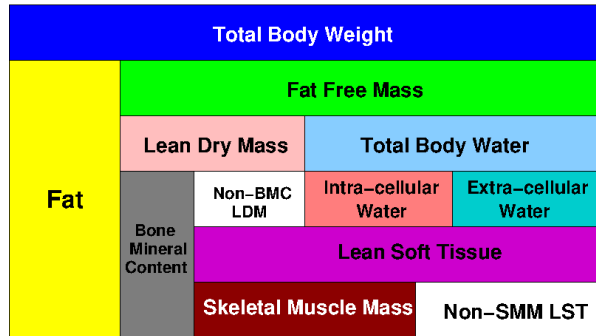 Total Body Weight
Fat Free Mass
Lean Dry Mass
Total Body Water
Fat
Bone
Mineral
Content
Non-BMC
LDM
Intra-cellular
Water
Extra-cellular
Water
Lean Soft Tissue
Skeletal Muscle Mass
Non-SMM LST